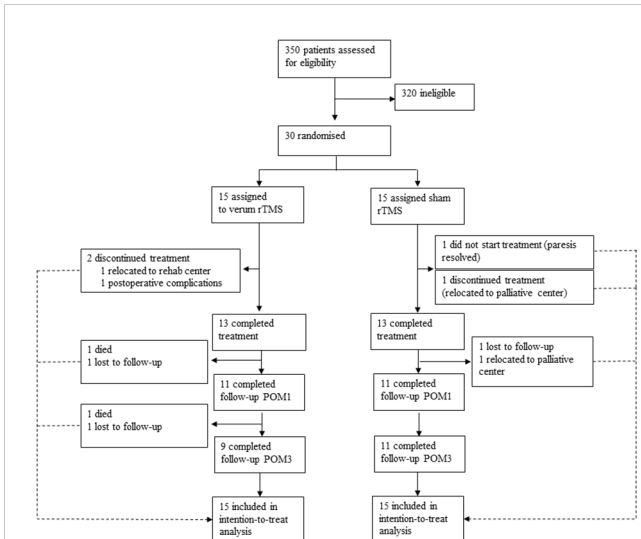 350 patients assessed
for eligibility
320 ineligible
30 randomised
15 assigned
to verum rTMS
15 assigned sham
rTMS
2 discontinued treatment
1 relocated to rehab center
1 postoperative complications
1 did not start treatment (paresis
resolved)
1 discontinued treatment
(relocated to palliative center)
13 completed
treatment
13 completed
treatment
1 died
1 lost to follow-up
1 lost to follow-up
1 relocated to palliative
center
11 completed
follow-up POM1
11 completed
follow-up POM1
1 died
1 lost to follow-up
9 completed
follow-up POM3
11 completed
follow-up POM3
15 included in
intention-to-treat
analysis
15 included in
intention-to-treat
analysis